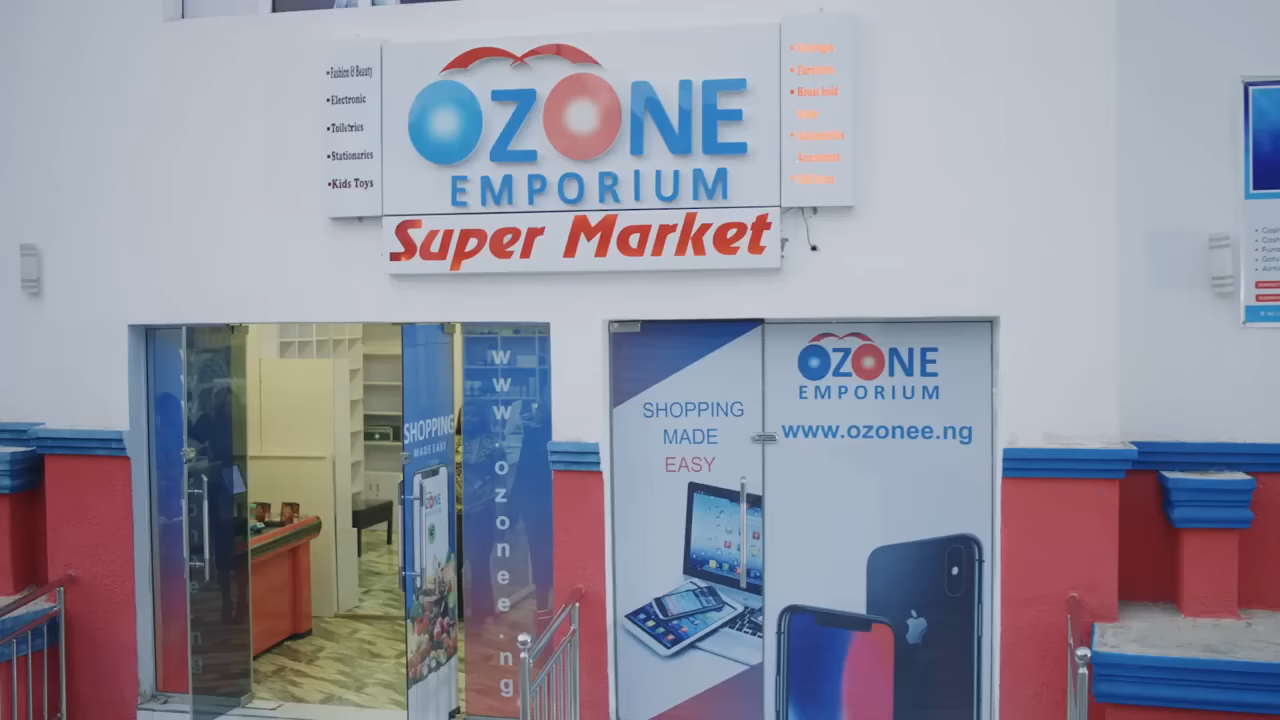 •Fashion & Beauty
•Electronic
•Toiletries
•Stationaries
•Kids Toys
OZONE
EMPORIUM
Super Market
• Furniture
• House hold
www.ozonee.ng
SHOPPING
MADE EASY
OZONE
SHOPPING
MADE
EASY
OZONE
EMPORIUM
www.ozonee.ng